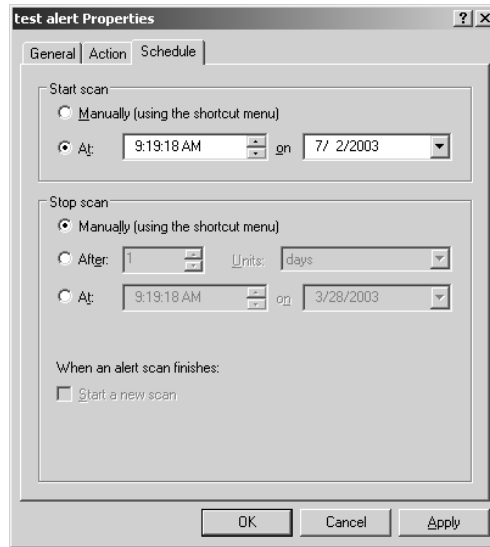 test alert Properties
General Action Schedule
Start scan
Manually (using the shortcut menu)
At: 9:19:18 AM on 7/ 2/2003
Stop scan
Manually (using the shortcut menu)
After: 1 Units: days
At: 9:19:18 AM on 3/28/2003
When an alert scan finishes:
Start a new scan
OK Cancel Apply